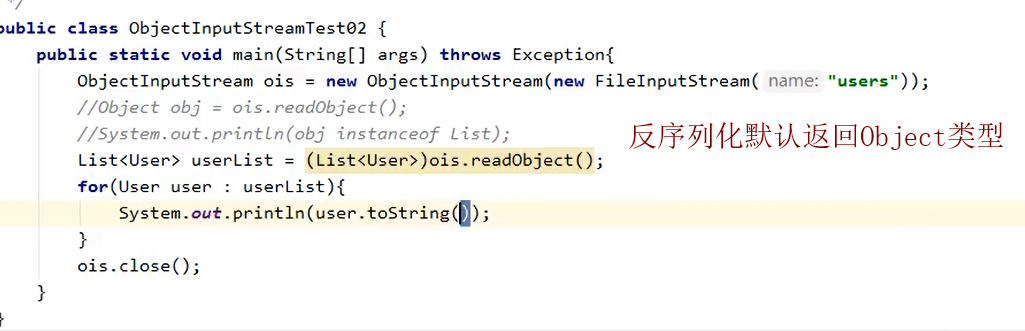 */
public class ObjectInputStreamTest02 {
public static void main(String[] args) throws Exception{
ObjectInputStream ois = new ObjectInputStream(new FileInputStream( name: "users"));
//Object obj = ois.readObject();
//System.out.println(obj instanceof List);
反序列化默认返回Object类型
List<User> userList = (List<User>)ois.readObject();
for(User user : userList){
System.out.println(user.toString());
}
ois.close();
}
}